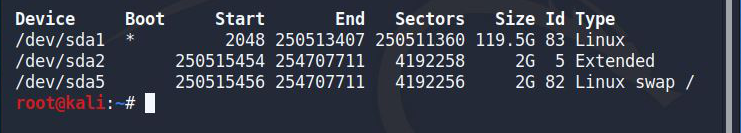 Device Boot Start End Sectors Size Id Type
/dev/sda1 * 2048 250513407 250511360 119.5G 83 Linux
/dev/sda2 250515454 254707711 4192258 2G 5 Extended
/dev/sda5 250515456 254707711 4192256 2G 82 Linux swap /
root@kali:~#